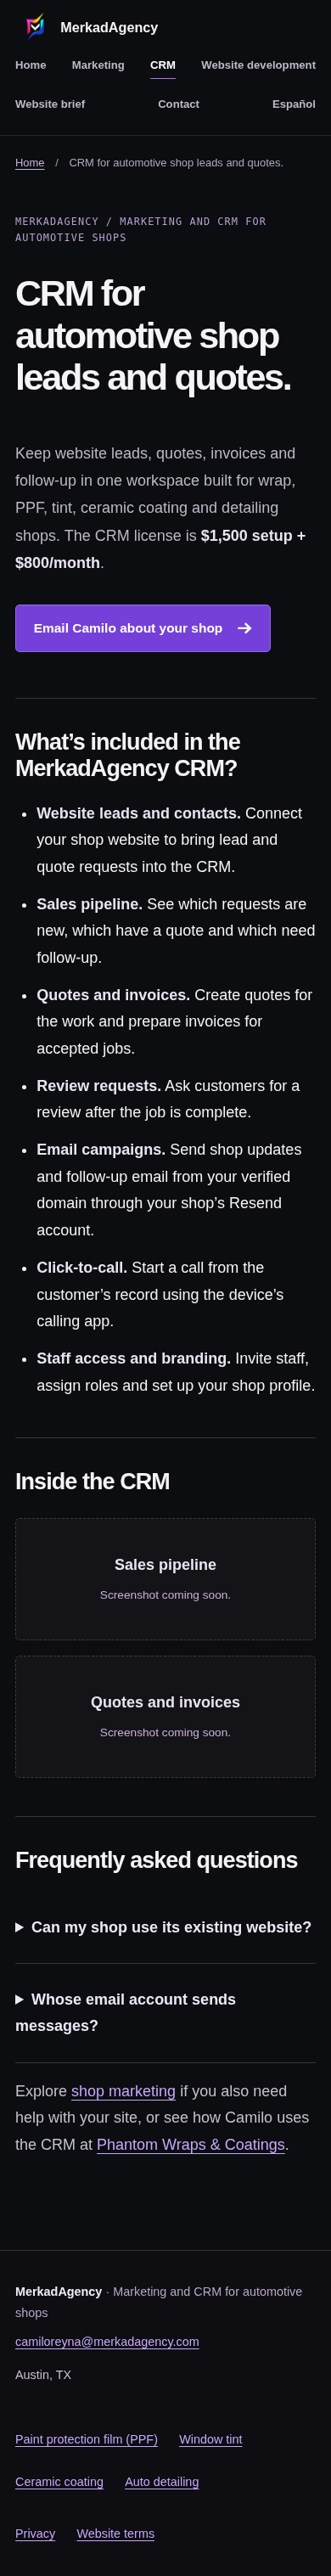 MerkadAgency
Home Marketing CRM Website development
Website brief Contact Español
Home / CRM for automotive shop leads and quotes.
MERKADAGENCY / MARKETING AND CRM FOR
AUTOMOTIVE SHOPS
CRM for
automotive shop
leads and quotes.
Keep website leads, quotes, invoices and
follow-up in one workspace built for wrap,
PPF, tint, ceramic coating and detailing
shops. The CRM license is $1,500 setup +
$800/month.
Email Camilo about your shop →
What’s included in the
MerkadAgency CRM?
• Website leads and contacts. Connect
your shop website to bring lead and
quote requests into the CRM.
• Sales pipeline. See which requests are
new, which have a quote and which need
follow-up.
• Quotes and invoices. Create quotes for
the work and prepare invoices for
accepted jobs.
• Review requests. Ask customers for a
review after the job is complete.
• Email campaigns. Send shop updates
and follow-up email from your verified
domain through your shop’s Resend
account.
• Click-to-call. Start a call from the
customer’s record using the device’s
calling app.
• Staff access and branding. Invite staff,
assign roles and set up your shop profile.
Inside the CRM
Sales pipeline
Screenshot coming soon.
Quotes and invoices
Screenshot coming soon.
Frequently asked questions
▶ Can my shop use its existing website?
▶ Whose email account sends
messages?
Explore shop marketing if you also need
help with your site, or see how Camilo uses
the CRM at Phantom Wraps & Coatings.
MerkadAgency · Marketing and CRM for automotive
shops
camiloreyna@merkadagency.com
Austin, TX
Paint protection film (PPF) Window tint
Ceramic coating Auto detailing
Privacy Website terms